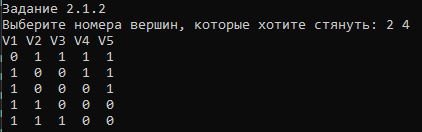 Задание 2.1.2
Выберите номера вершин, которые хотите стянуть: 2 4
V1 V2 V3 V4 V5
0 1 1 1 1
1 0 0 1 1
1 0 0 0 1
1 1 0 0 0
1 1 1 0 0